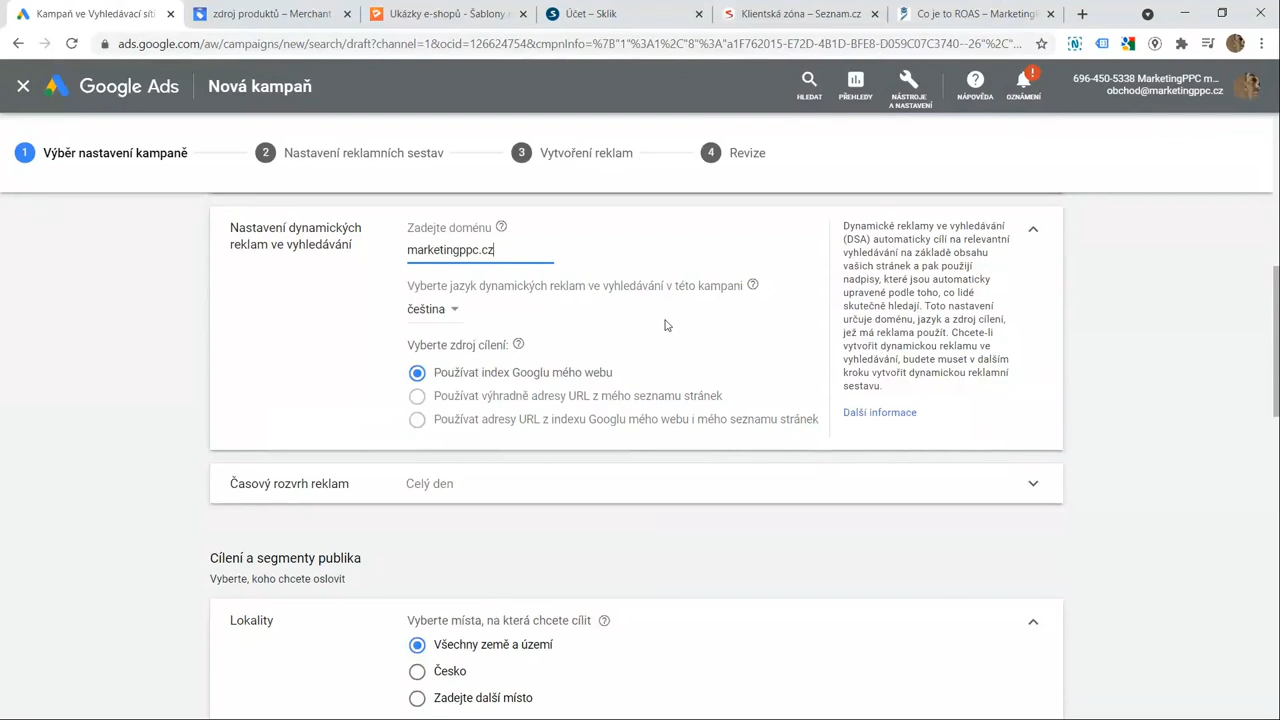 Kampaň ve Vyhledávací sítí
zdroj produktů – Merchant
Ukázky e-shopů - Šablony
Účet – Sklik
Klientská zóna – Seznam.cz
Co je to ROAS - MarketingP
ads.google.com/aw/campaigns/new/search/draft?channel=1&ocid=126624754&cmpnInfo=%7B"1"%3A1%2C"8"%3A"a1F762015-E72D-4B1D-BFE8-D059C07C3740--26"%2C"...
Google Ads
Nová kampaň
HLEDAT
PŘEHLEDY
NÁSTROJE
A NASTAVENÍ
NÁPOVĚDA
OZNÁMENÍ
696-450-5338 MarketingPPC m...
obchod@marketingppc.cz
1 Výběr nastavení kampaně
2 Nastavení reklamních sestav
3 Vytvoření reklam
4 Revize
Nastavení dynamických
reklam ve vyhledávání
Zadejte doménu
marketingppc.cz
Vyberte jazyk dynamických reklam ve vyhledávání v této kampani
čeština
Vyberte zdroj cílení:
Používat index Googlu mého webu
Používat výhradně adresy URL z mého seznamu stránek
Používat adresy URL z indexu Googlu mého webu i mého seznamu stránek
Dynamické reklamy ve vyhledávání
(DSA) automaticky cílí na relevantní
vyhledávání na základě obsahu
vašich stránek a pak použijí
nadpisy, které jsou automaticky
upravené podle toho, co lidé
skutečně hledají. Toto nastavení
určuje doménu, jazyk a zdroj cílení,
jež má reklama použít. Chcete-li
vytvořit dynamickou reklamu ve
vyhledávání, budete muset v dalším
kroku vytvořit dynamickou reklamní
sestavu.
Další informace
Časový rozvrh reklam
Celý den
Cílení a segmenty publika
Vyberte, koho chcete oslovit
Lokality
Vyberte místa, na která chcete cílit
Všechny země a území
Česko
Zadejte další místo